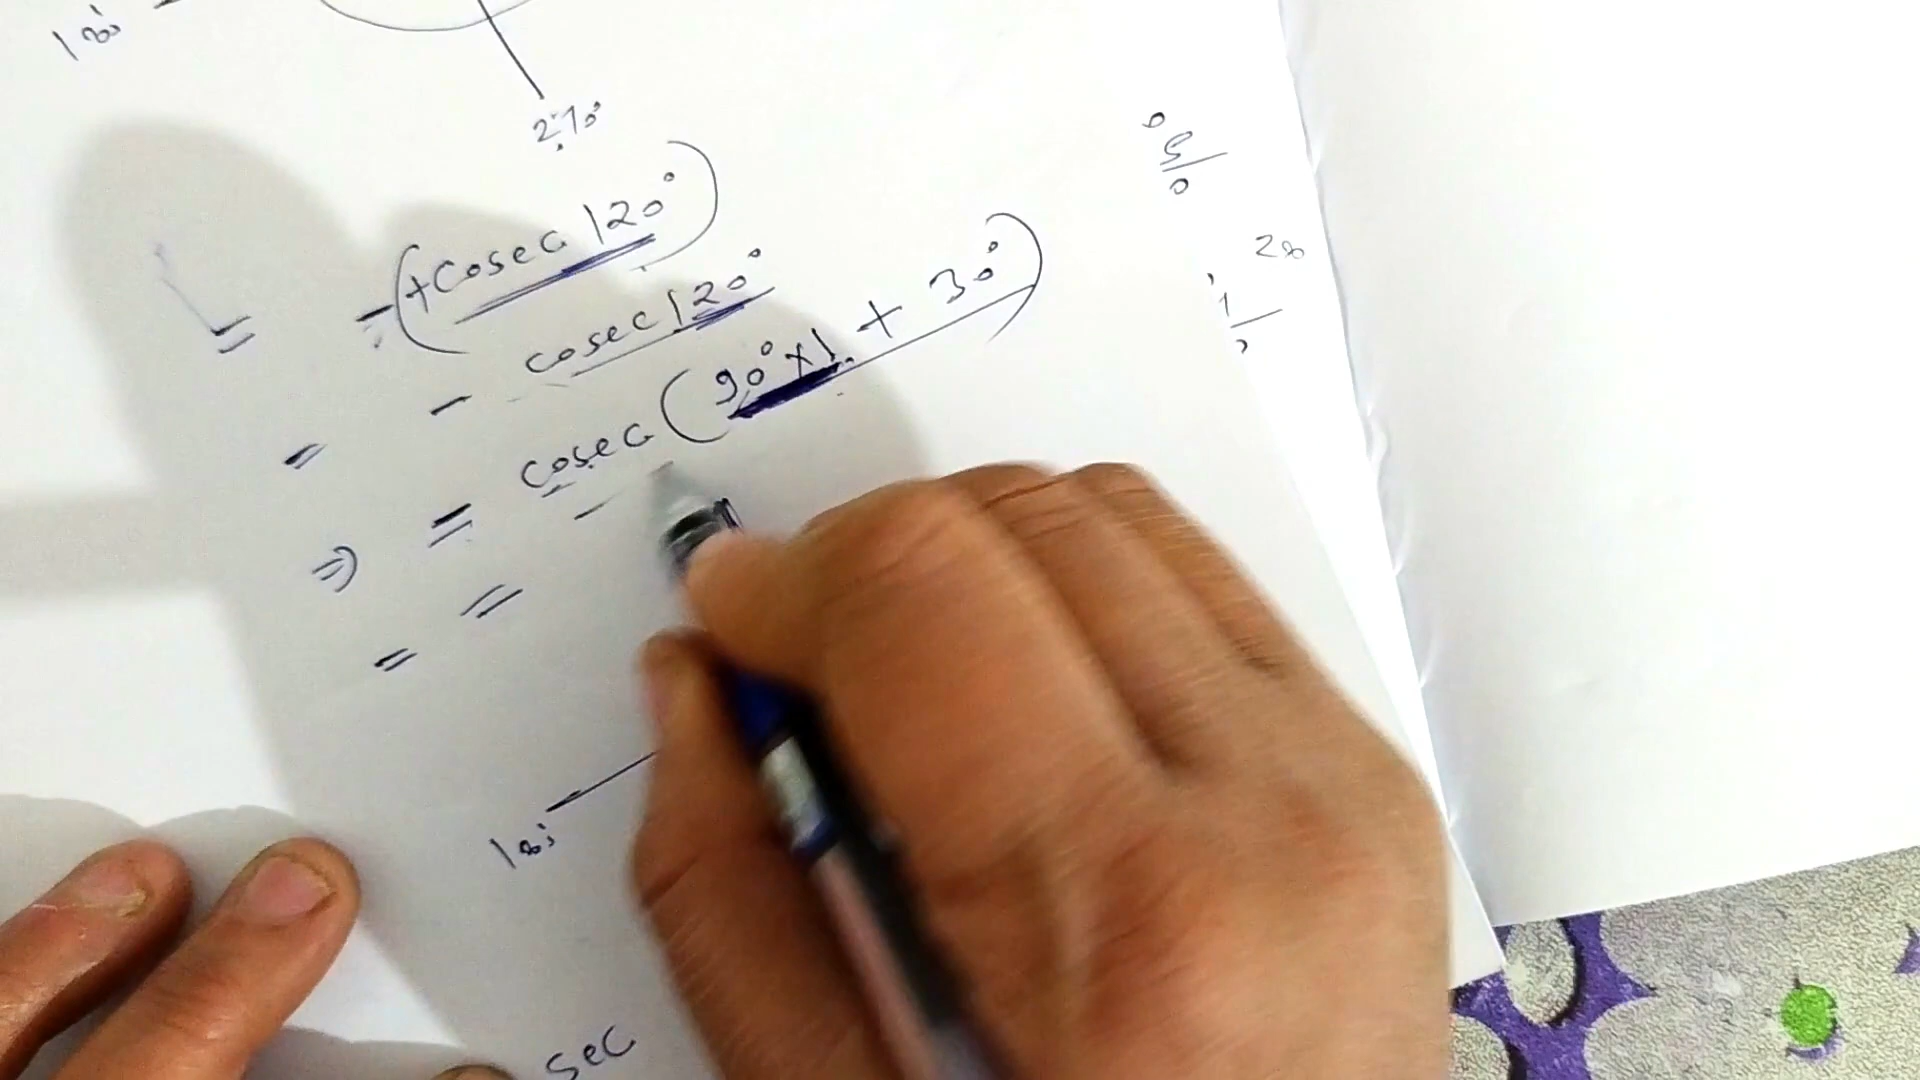 180°
270°
= -(+cosec 120°)
= - cosec 120°
⇒ = cosec (90°×1 + 30°)
= =
180°
sec